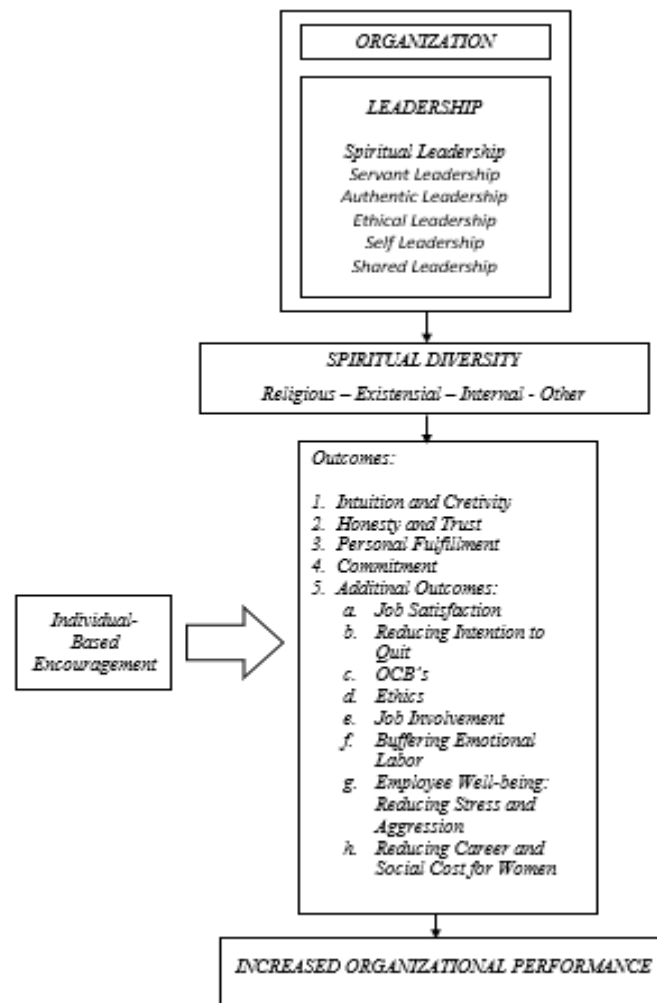 ORGANIZATION
LEADERSHIP
Spiritual Leadership
Servant Leadership
Authentic Leadership
Ethical Leadership
Self Leadership
Shared Leadership
SPIRITUAL DIVERSITY
Religious – Existensial – Internal - Other
Outcomes:
1. Intuition and Cretivity
2. Honesty and Trust
3. Personal Fulfillment
4. Commitment
5. Additinal Outcomes:
a. Job Satisfaction
b. Reducing Intention to
Quit
c. OCB's
d. Ethics
e. Job Involvement
f. Buffering Emotional
Labor
g. Employee Well-being:
Reducing Stress and
Aggression
h. Reducing Career and
Social Cost for Women
Individual-
Based
Encouragement
INCREASED ORGANIZATIONAL PERFORMANCE